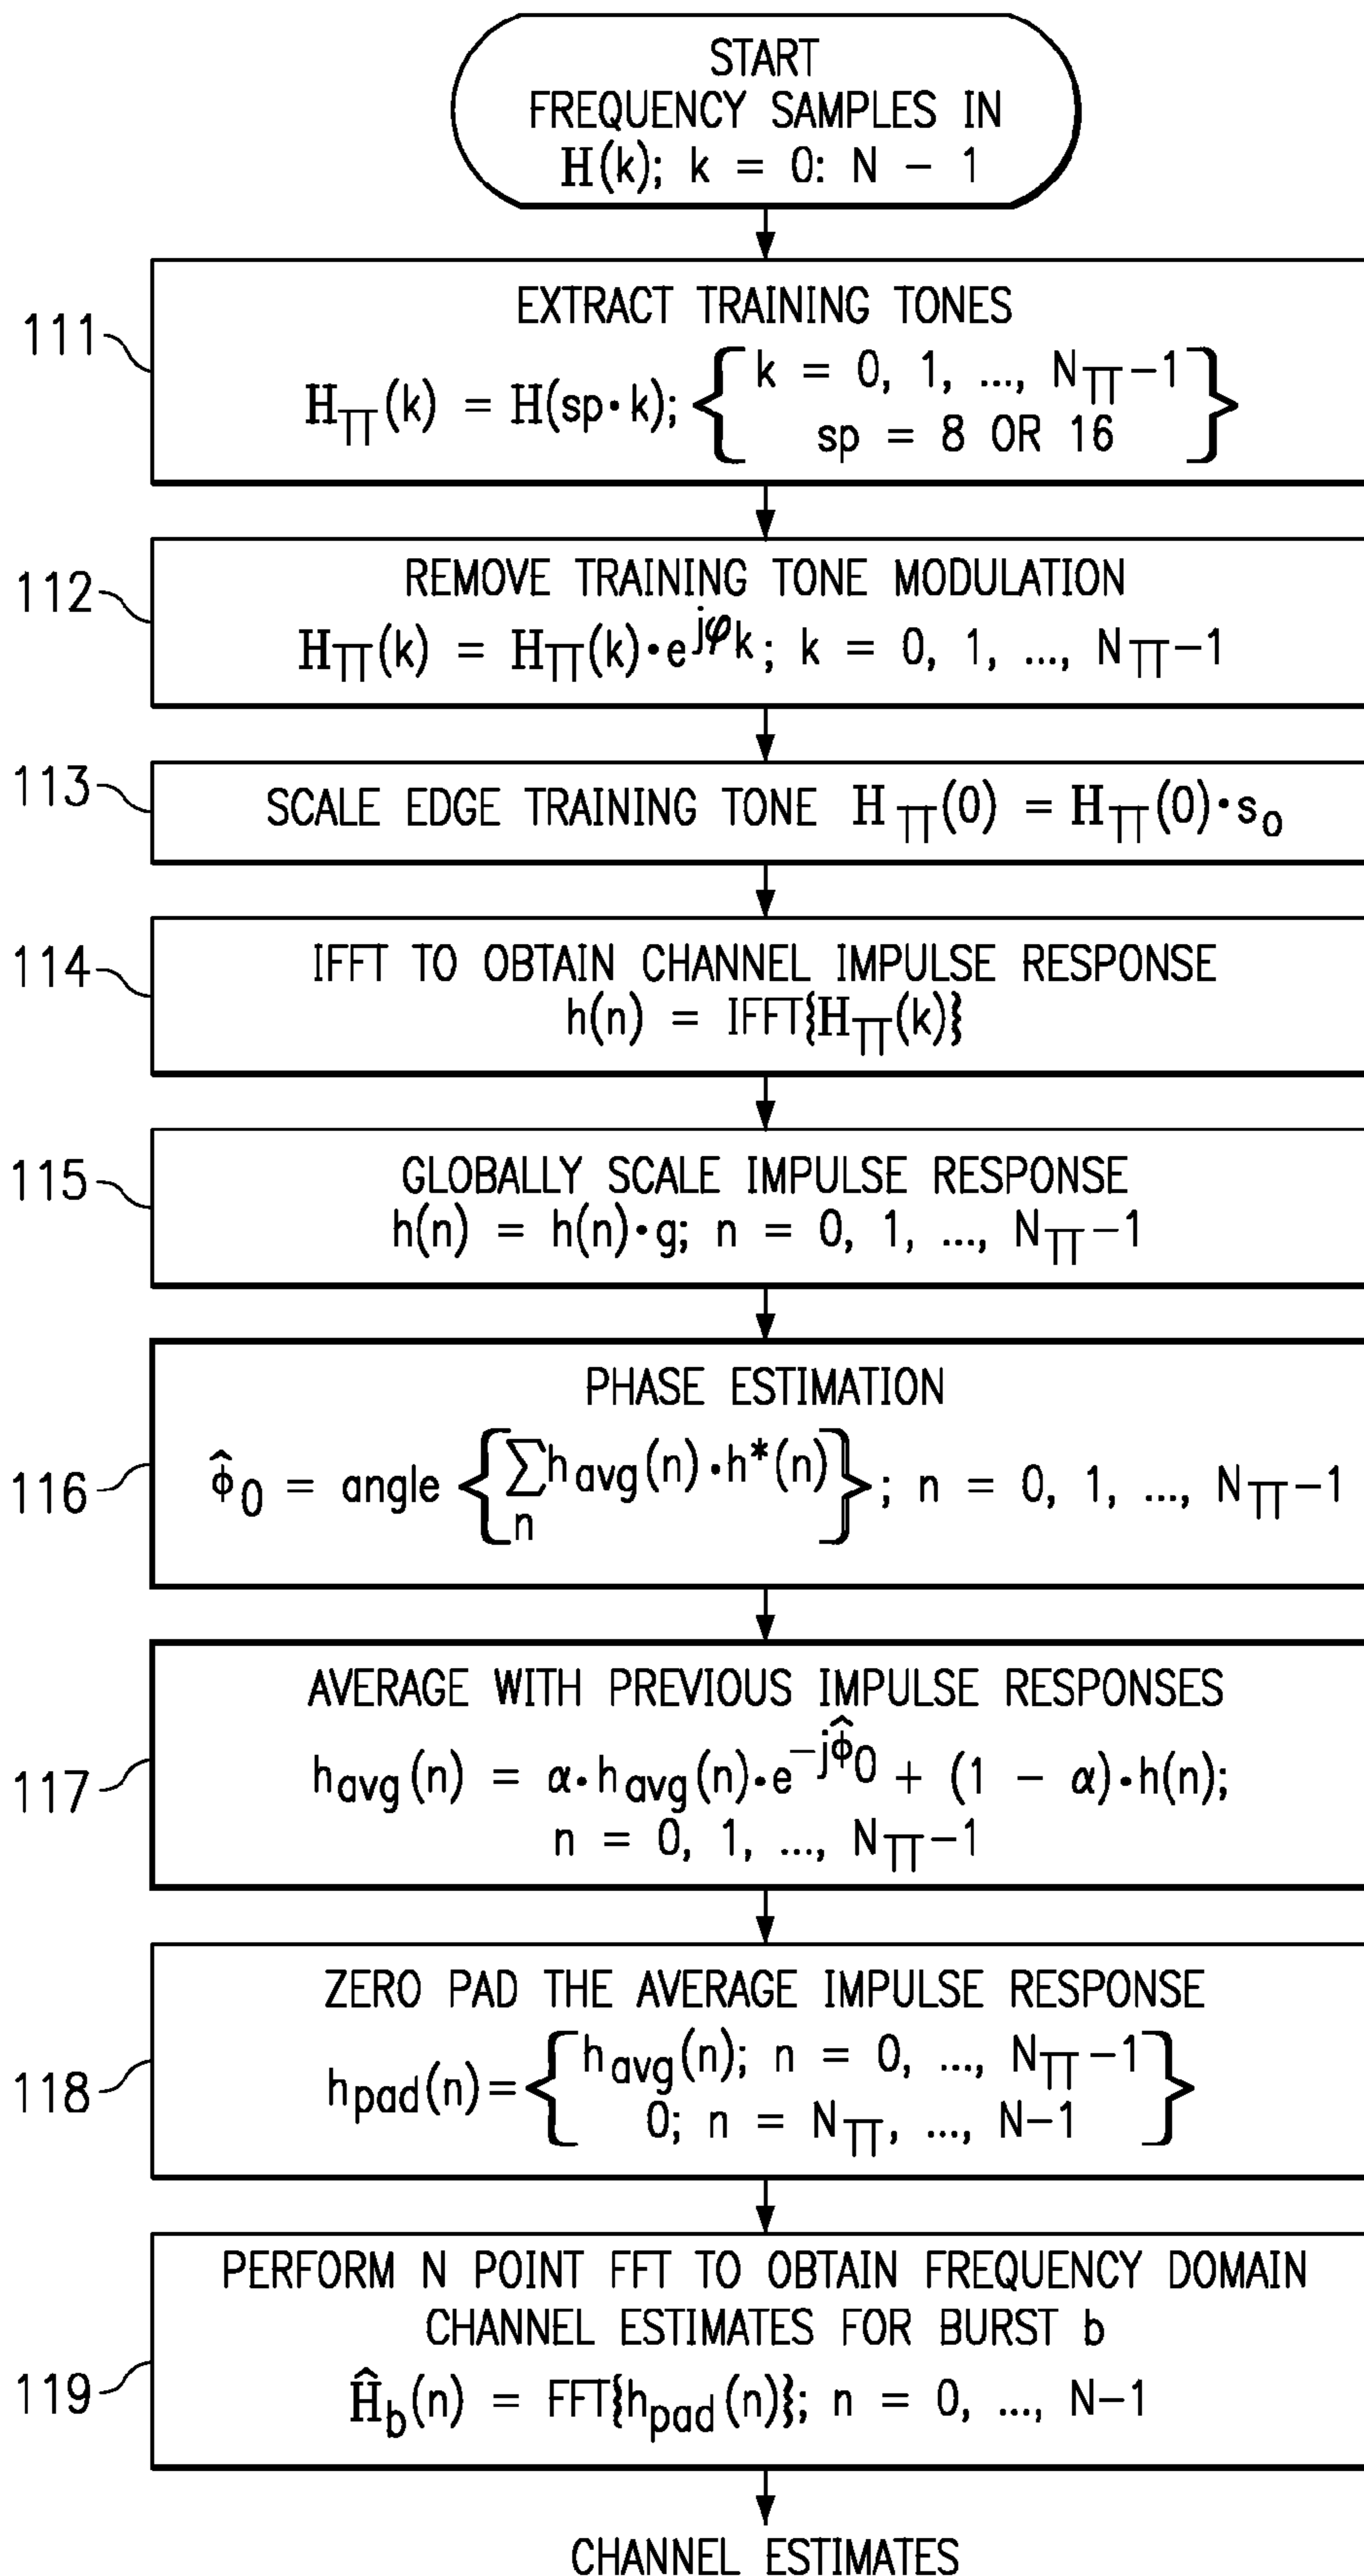 START
FREQUENCY SAMPLES IN
H(k); k = 0: N - 1
111
EXTRACT TRAINING TONES
H_TT(k) = H(sp·k); { k = 0, 1, ..., N_TT-1
sp = 8 OR 16 }
112
REMOVE TRAINING TONE MODULATION
H_TT(k) = H_TT(k)·e^jφ_k; k = 0, 1, ..., N_TT-1
113
SCALE EDGE TRAINING TONE H_TT(0) = H_TT(0)·s_o
114
IFFT TO OBTAIN CHANNEL IMPULSE RESPONSE
h(n) = IFFT{H_TT(k)}
115
GLOBALLY SCALE IMPULSE RESPONSE
h(n) = h(n)·g; n = 0, 1, ..., N_TT-1
116
PHASE ESTIMATION
ϕ̂_0 = angle { ∑_n h_avg(n)·h*(n) }; n = 0, 1, ..., N_TT-1
117
AVERAGE WITH PREVIOUS IMPULSE RESPONSES
h_avg(n) = α·h_avg(n)·e^-jϕ̂_0 + (1 - α)·h(n);
n = 0, 1, ..., N_TT-1
118
ZERO PAD THE AVERAGE IMPULSE RESPONSE
h_pad(n) = { h_avg(n); n = 0, ..., N_TT-1
0; n = N_TT, ..., N-1 }
119
PERFORM N POINT FFT TO OBTAIN FREQUENCY DOMAIN
CHANNEL ESTIMATES FOR BURST b
Ĥ_b(n) = FFT{h_pad(n)}; n = 0, ..., N-1
CHANNEL ESTIMATES